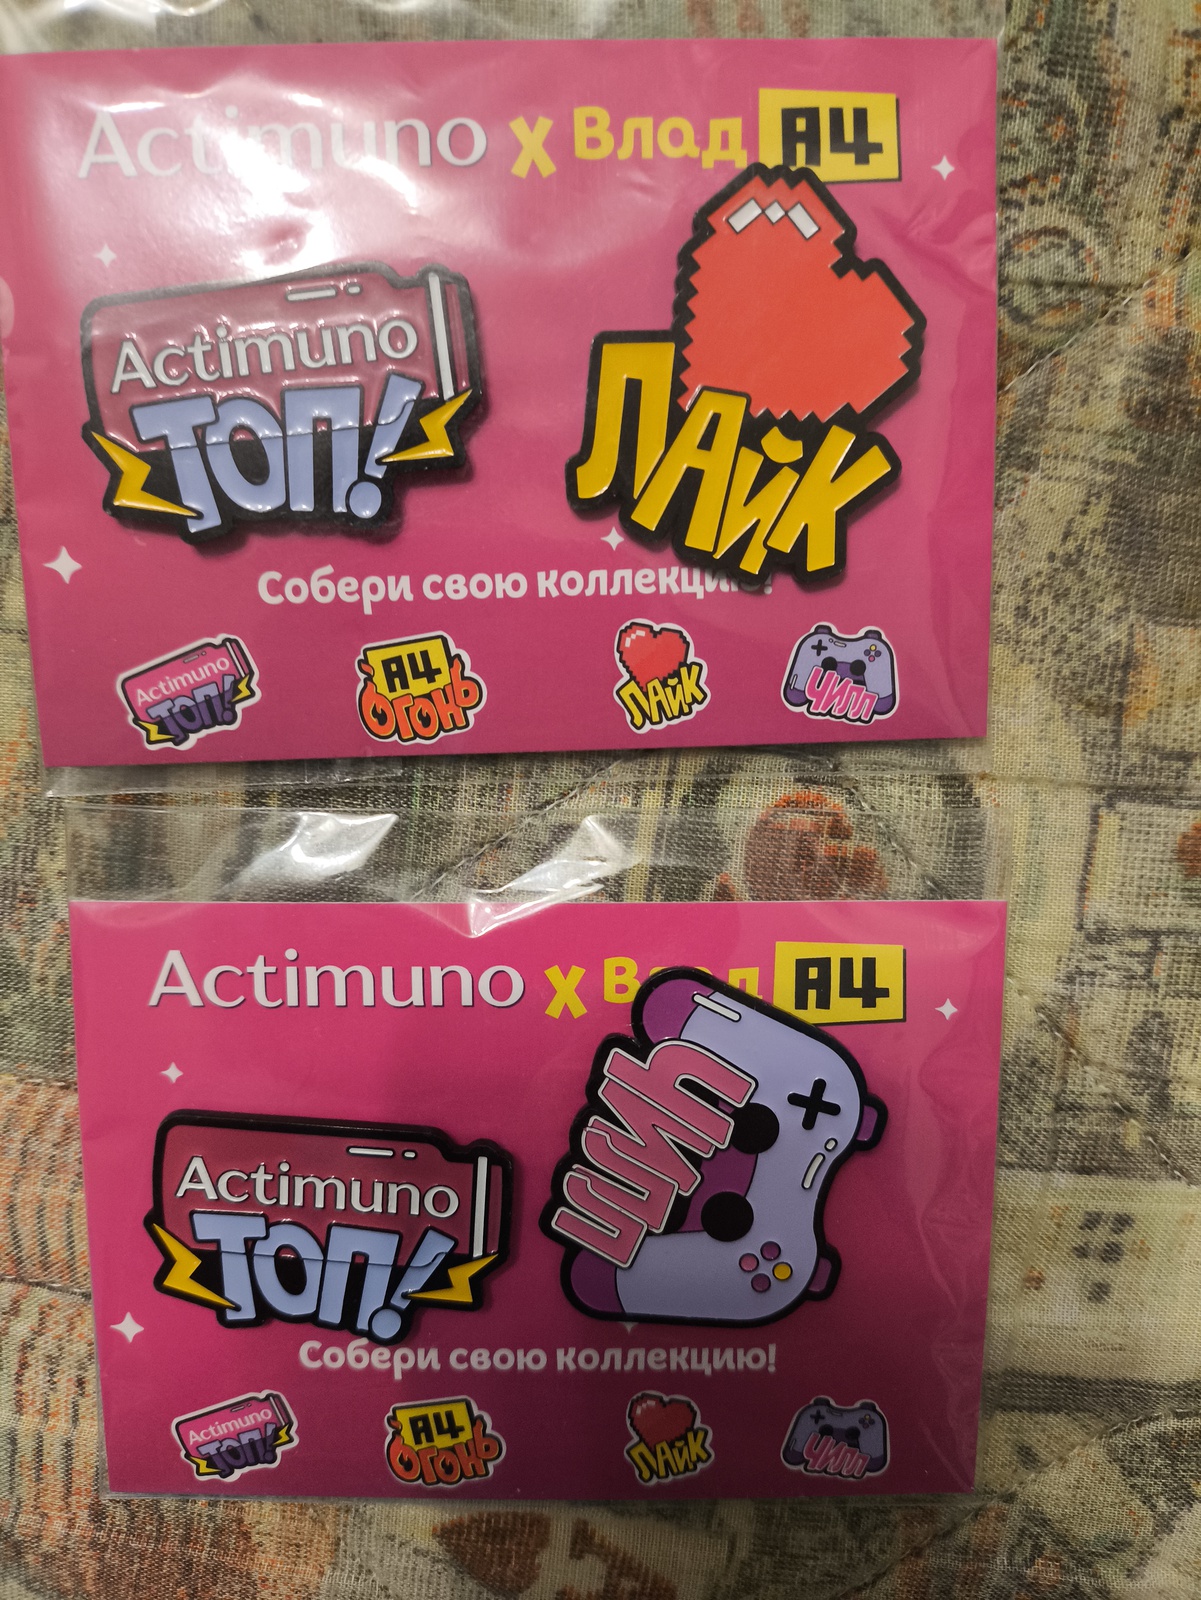 Actimuno x Влад А4
Actimuno
ТОП!
ЛАЙК
Собери свою коллекцию!
Actimuno
ТОП!
А4
ОГОНЬ
ЛАЙК
ЧИЛЛ
Actimuno x Влад А4
Actimuno
ТОП!
ЧИЛЛ
Собери свою коллекцию!
Actimuno
ТОП!
А4
ОГОНЬ
ЛАЙК
ЧИЛЛ